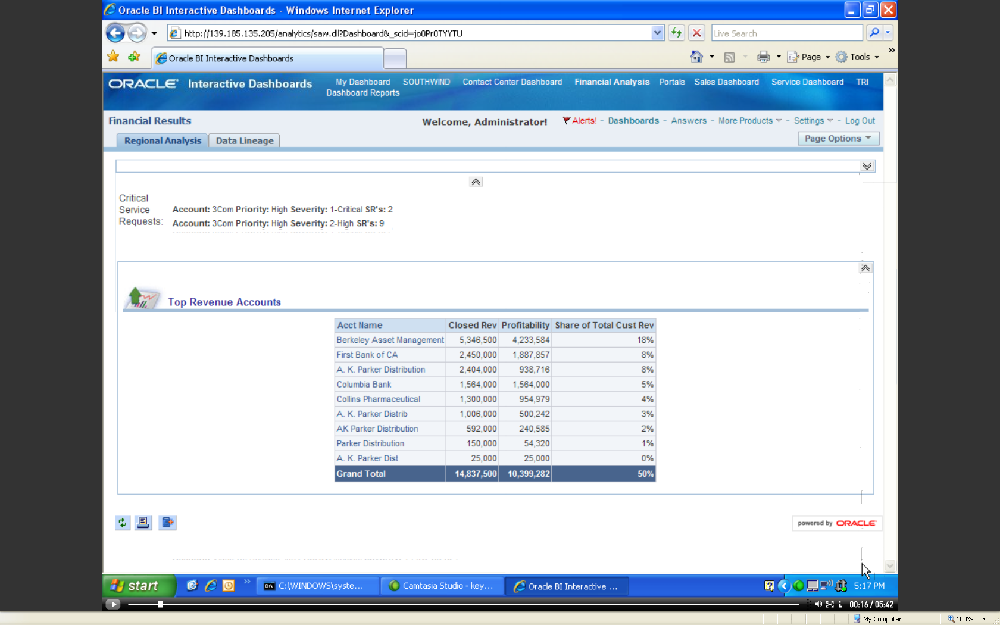 Oracle BI Interactive Dashboards - Windows Internet Explorer
http://139.185.135.205/analytics/saw.dll?Dashboard&_scid=jo0Pr0TYYTU
Live Search
Oracle BI Interactive Dashboards
Page
Tools
ORACLE Interactive Dashboards
My Dashboard SOUTHWIND Contact Center Dashboard Financial Analysis Portals Sales Dashboard Service Dashboard TRI
Dashboard Reports
Financial Results
Welcome, Administrator!
Alerts! - Dashboards - Answers - More Products - Settings - Log Out
Regional Analysis Data Lineage
Page Options
Critical
Service
Requests:
Account: 3Com Priority: High Severity: 1-Critical SR's: 2
Account: 3Com Priority: High Severity: 2-High SR's: 9
Top Revenue Accounts
Acct Name Closed Rev Profitability Share of Total Cust Rev
Berkeley Asset Management 5,346,500 4,233,584 18%
First Bank of CA 2,450,000 1,887,857 8%
A. K. Parker Distribution 2,404,000 938,716 8%
Columbia Bank 1,564,000 1,564,000 5%
Collins Pharmaceutical 1,300,000 954,979 4%
A. K. Parker Distrib 1,006,000 500,242 3%
AK Parker Distribution 592,000 240,585 2%
Parker Distribution 150,000 54,320 1%
A. K. Parker Dist 25,000 25,000 0%
Grand Total 14,837,500 10,399,282 50%
powered by ORACLE
start
C:\WINDOWS\syste...
Camtasia Studio - key...
Oracle BI Interactive ...
5:17 PM
00:16 / 05:42
My Computer
100%